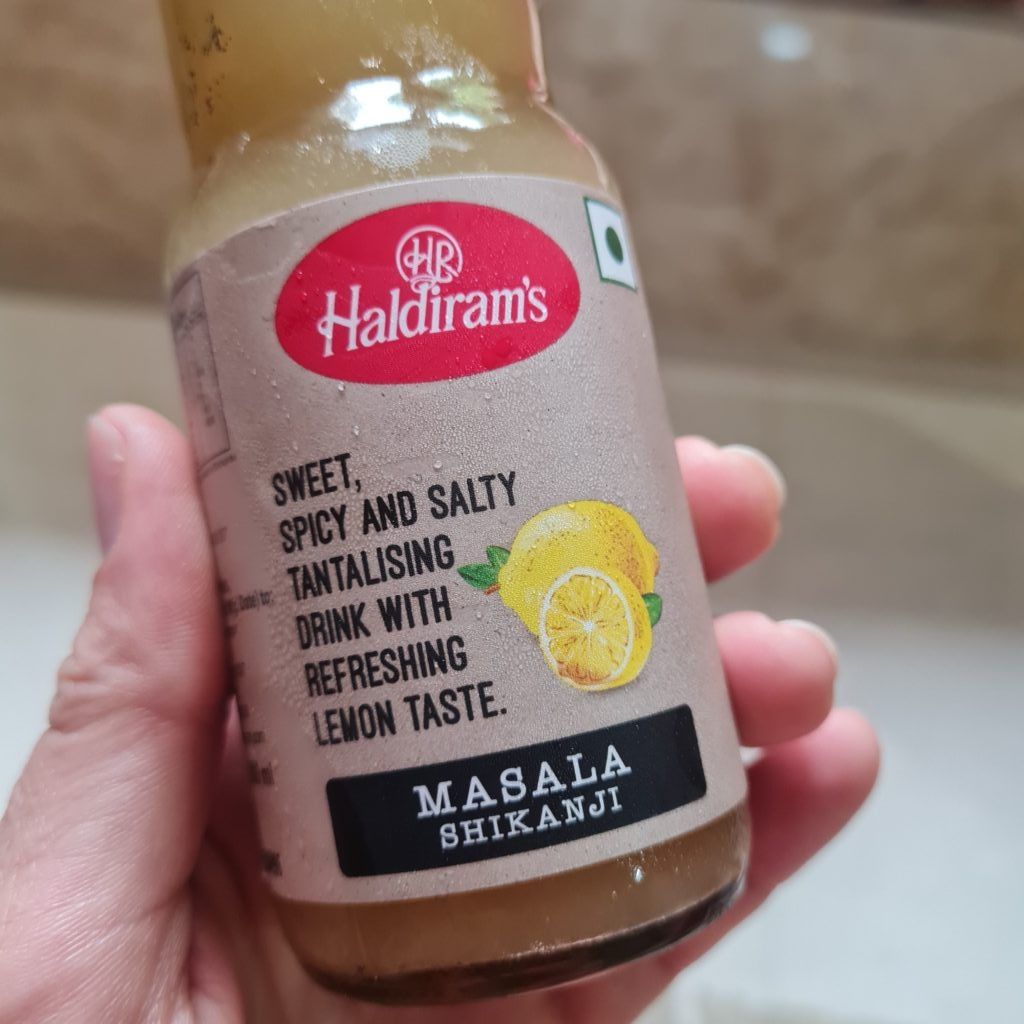 HR
Haldiram's
SWEET,
SPICY AND SALTY
TANTALISING
DRINK WITH
REFRESHING
LEMON TASTE.
MASALA
SHIKANJI